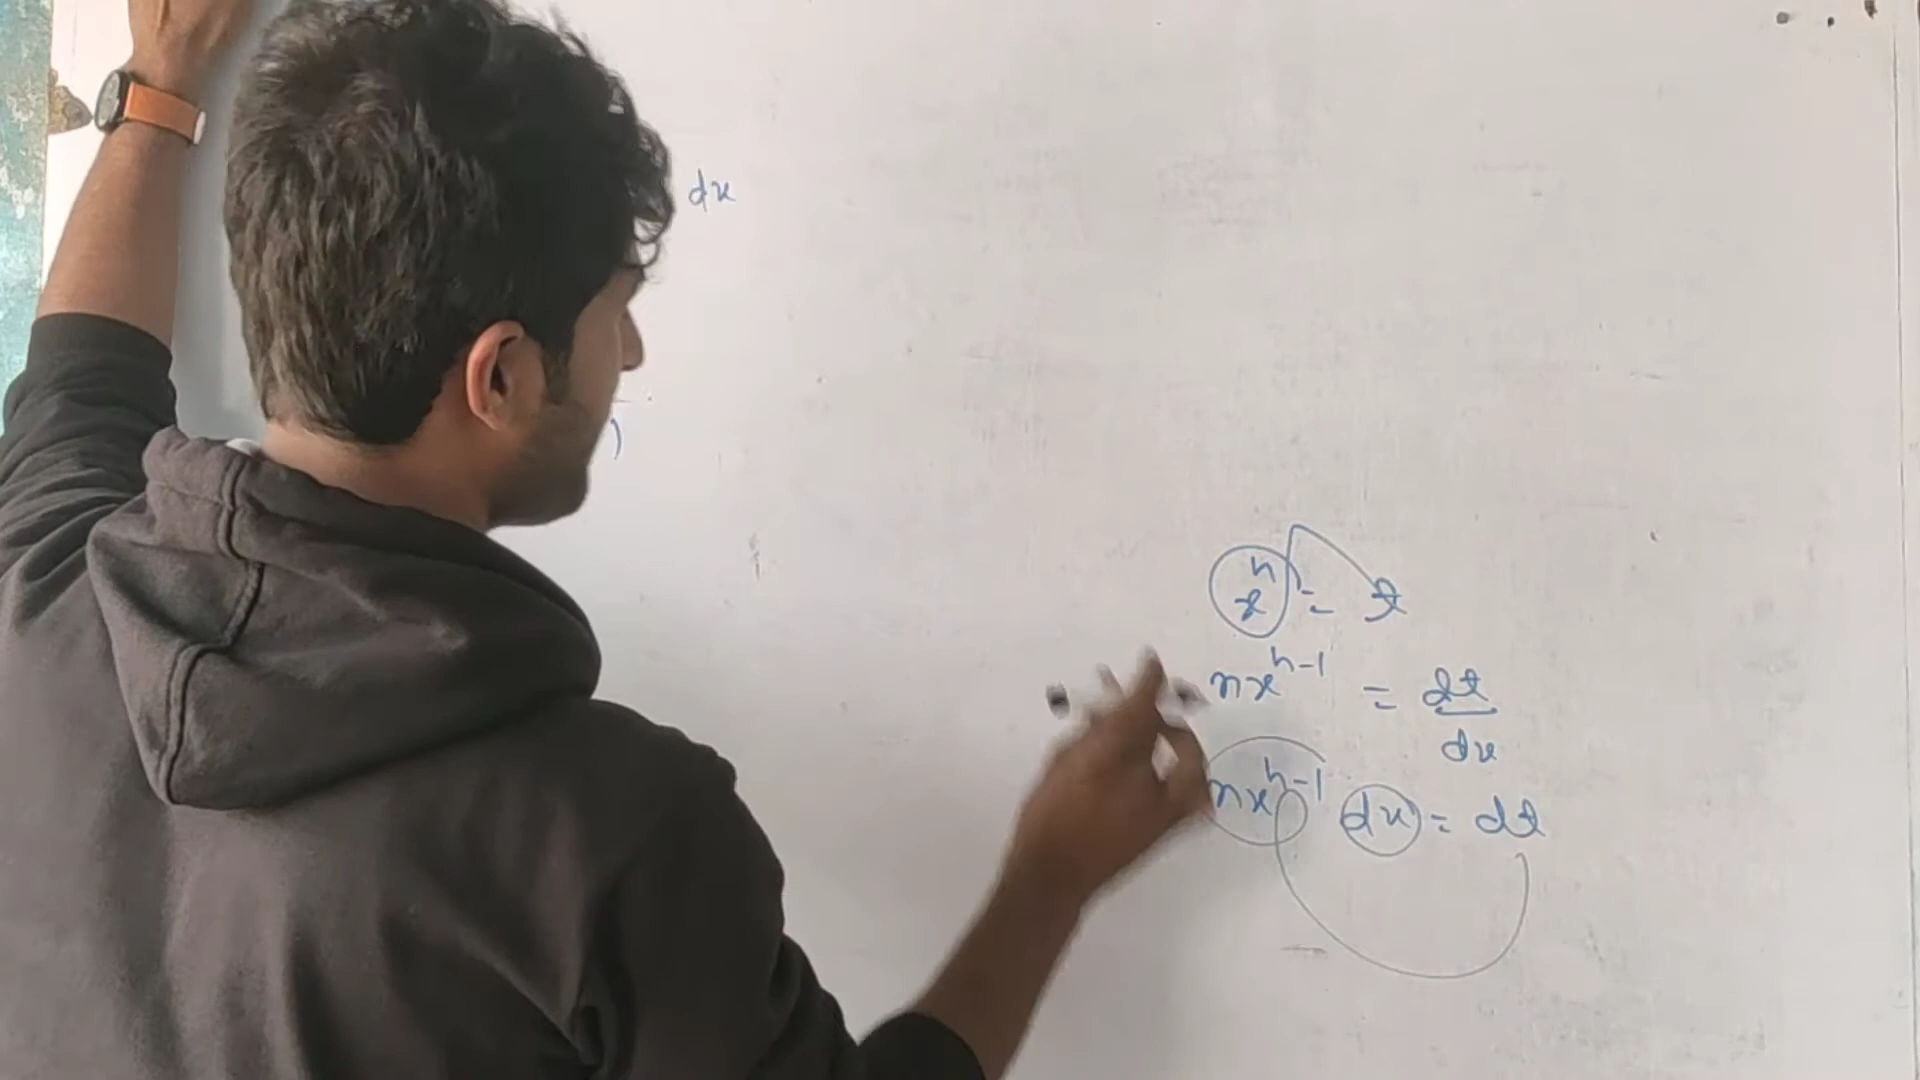 dx
)
xⁿ = t
nxⁿ⁻¹ = dt/dx
nxⁿ⁻¹ dx = dt